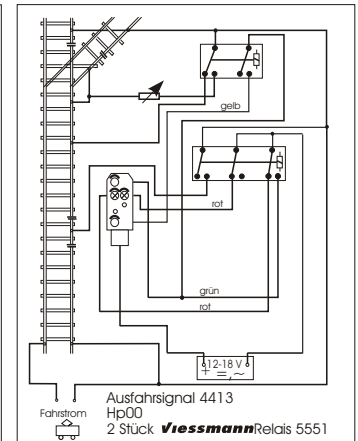 gelb
rot
grün
rot
12-18 V
+ =,~
Fahrstrom
Ausfahrsignal 4413
Hp00
2 Stück viessmann Relais 5551